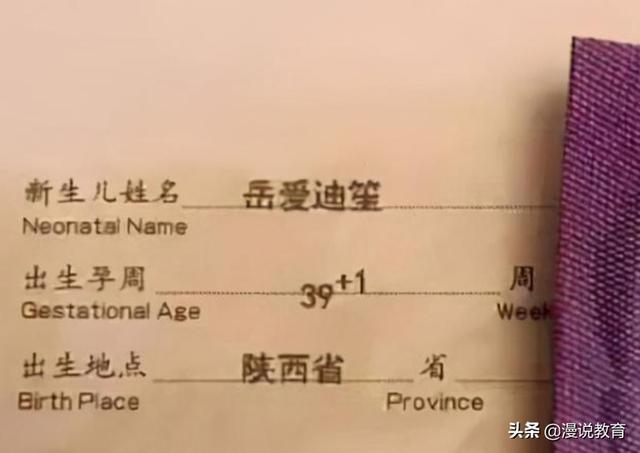 新生儿姓名 岳爱迪笙
Neonatal Name
出生孕周 39+1 周
Gestational Age Week
出生地点 陕西省 省
Birth Place Province
头条 @漫说教育